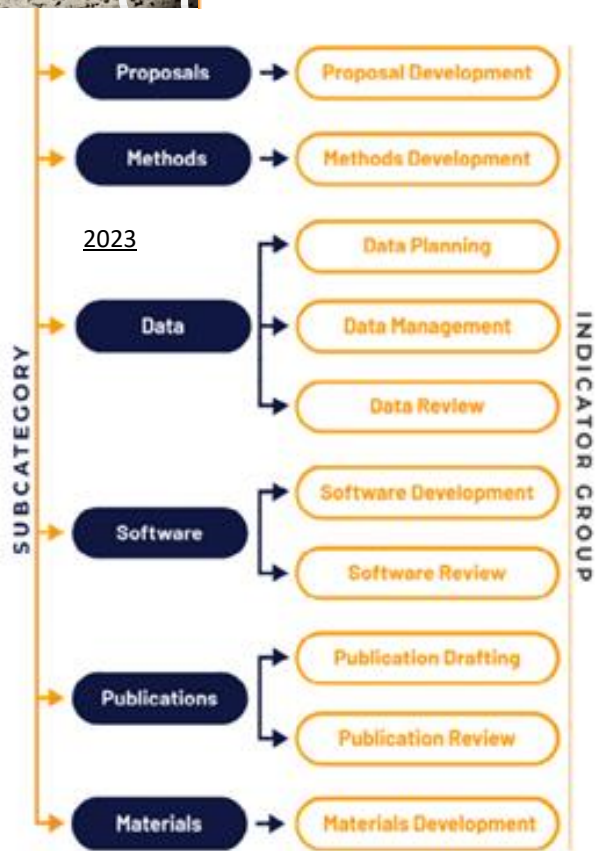 Proposals
Proposal Development
Methods
Methods Development
2023
Data
Data Planning
Data Management
Data Review
SUBCATEGORY
INDICATOR GROUP
Software
Software Development
Software Review
Publications
Publication Drafting
Publication Review
Materials
Materials Development